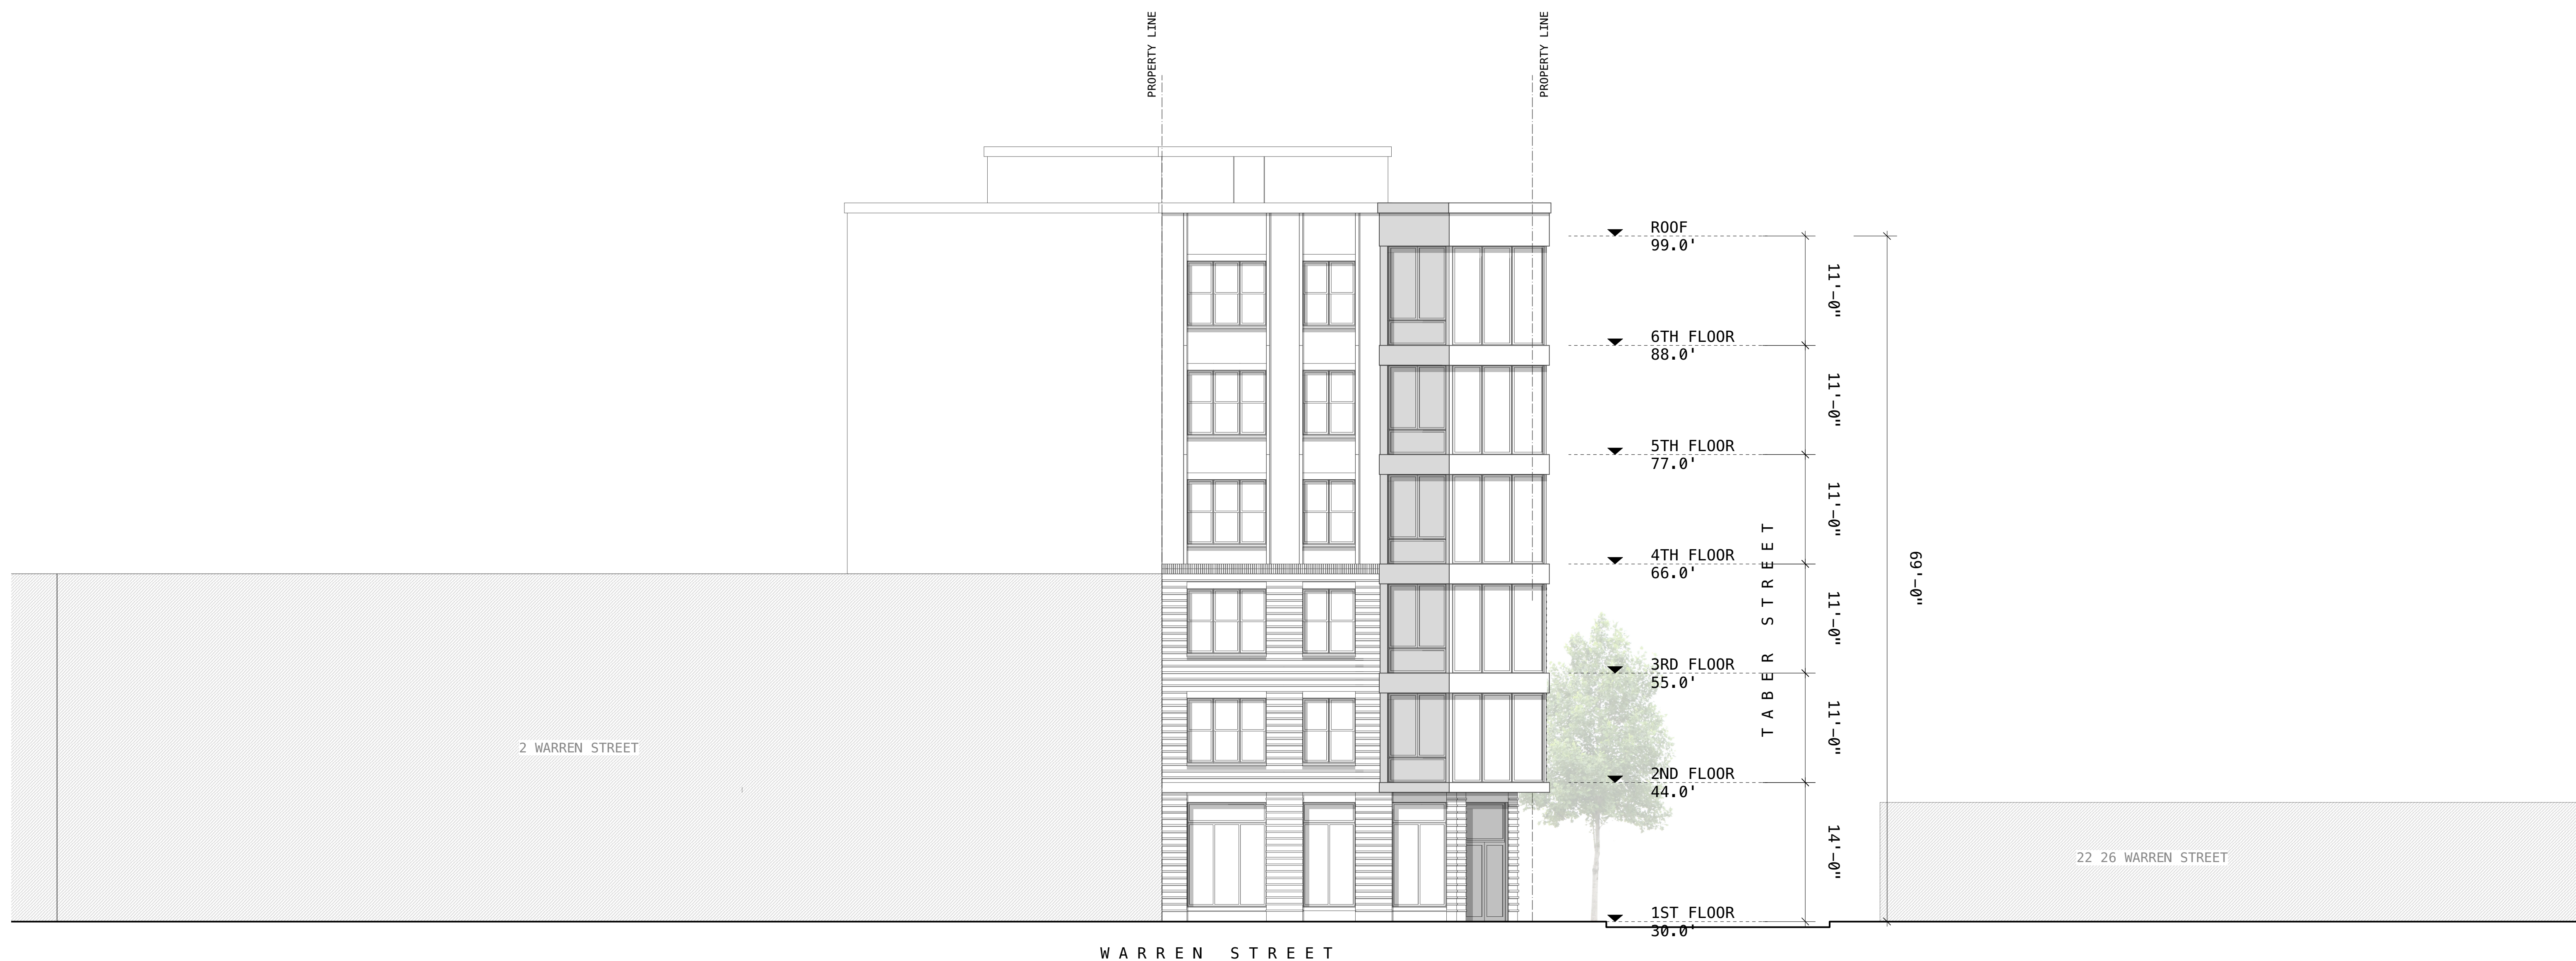 PROPERTY LINE
PROPERTY LINE
ROOF
99.0'
11'-0"
6TH FLOOR
88.0'
11'-0"
5TH FLOOR
77.0'
11'-0"
4TH FLOOR
66.0'
11'-0"
3RD FLOOR
55.0'
11'-0"
2ND FLOOR
44.0'
14'-0"
1ST FLOOR
30.0'
69'-0"
TABER STREET
2 WARREN STREET
22 26 WARREN STREET
WARREN STREET